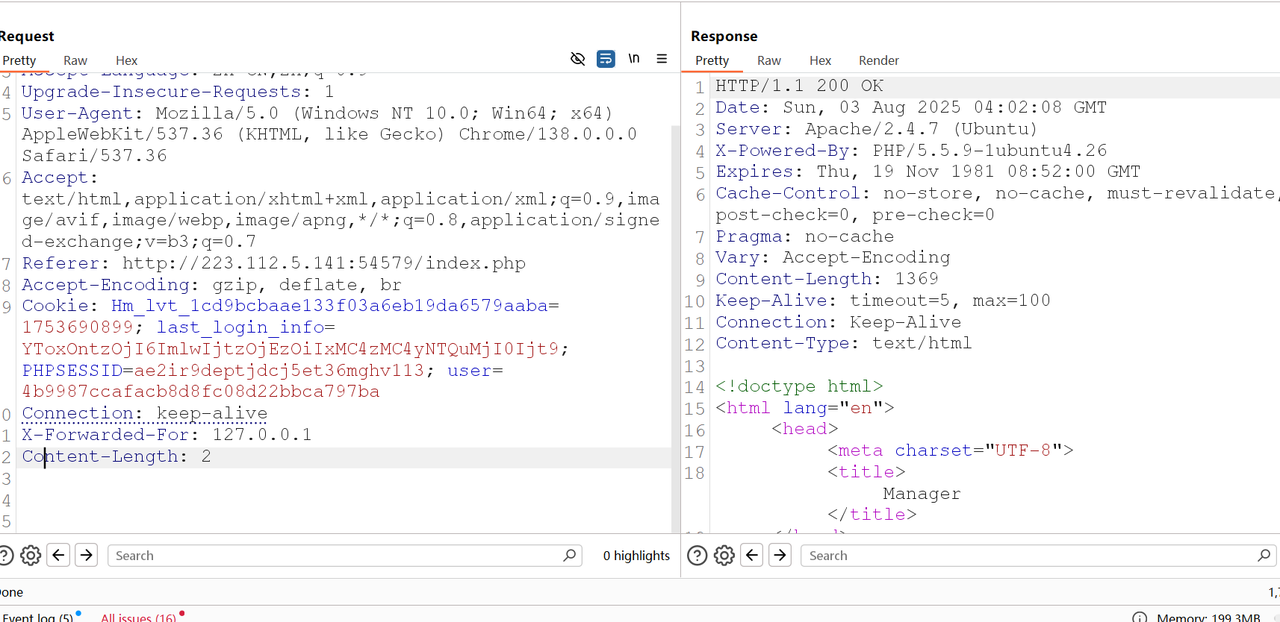 Request
Pretty Raw Hex
\n
4 Upgrade-Insecure-Requests: 1
5 User-Agent: Mozilla/5.0 (Windows NT 10.0; Win64; x64)
AppleWebKit/537.36 (KHTML, like Gecko) Chrome/138.0.0.0
Safari/537.36
6 Accept:
text/html,application/xhtml+xml,application/xml;q=0.9,ima
ge/avif,image/webp,image/apng,*/*;q=0.8,application/signe
d-exchange;v=b3;q=0.7
7 Referer: http://223.112.5.141:54579/index.php
8 Accept-Encoding: gzip, deflate, br
9 Cookie: Hm_lvt_1cd9bcbaae133f03a6eb19da6579aaba=
1753690899; last_login_info=
YToxOntzOjI6ImlwIjtzOjEzOiIxMC4zMC4yNTQuMjI0Ijt9;
PHPSESSID=ae2ir9deptjdcj5et36mghv113; user=
4b9987ccafacb8d8fc08d22bbca797ba
0 Connection: keep-alive
1 X-Forwarded-For: 127.0.0.1
2 Content-Length: 2
3
4
5
Search
0 highlights
Response
Pretty Raw Hex Render
1 HTTP/1.1 200 OK
2 Date: Sun, 03 Aug 2025 04:02:08 GMT
3 Server: Apache/2.4.7 (Ubuntu)
4 X-Powered-By: PHP/5.5.9-1ubuntu4.26
5 Expires: Thu, 19 Nov 1981 08:52:00 GMT
6 Cache-Control: no-store, no-cache, must-revalidate,
post-check=0, pre-check=0
7 Pragma: no-cache
8 Vary: Accept-Encoding
9 Content-Length: 1369
10 Keep-Alive: timeout=5, max=100
11 Connection: Keep-Alive
12 Content-Type: text/html
13
14 <!doctype html>
15 <html lang="en">
16 <head>
17 <meta charset="UTF-8">
18 <title>
Manager
</title>
Search
one
1,
Event log (5) All issues (16)
Memory: 199.3MB